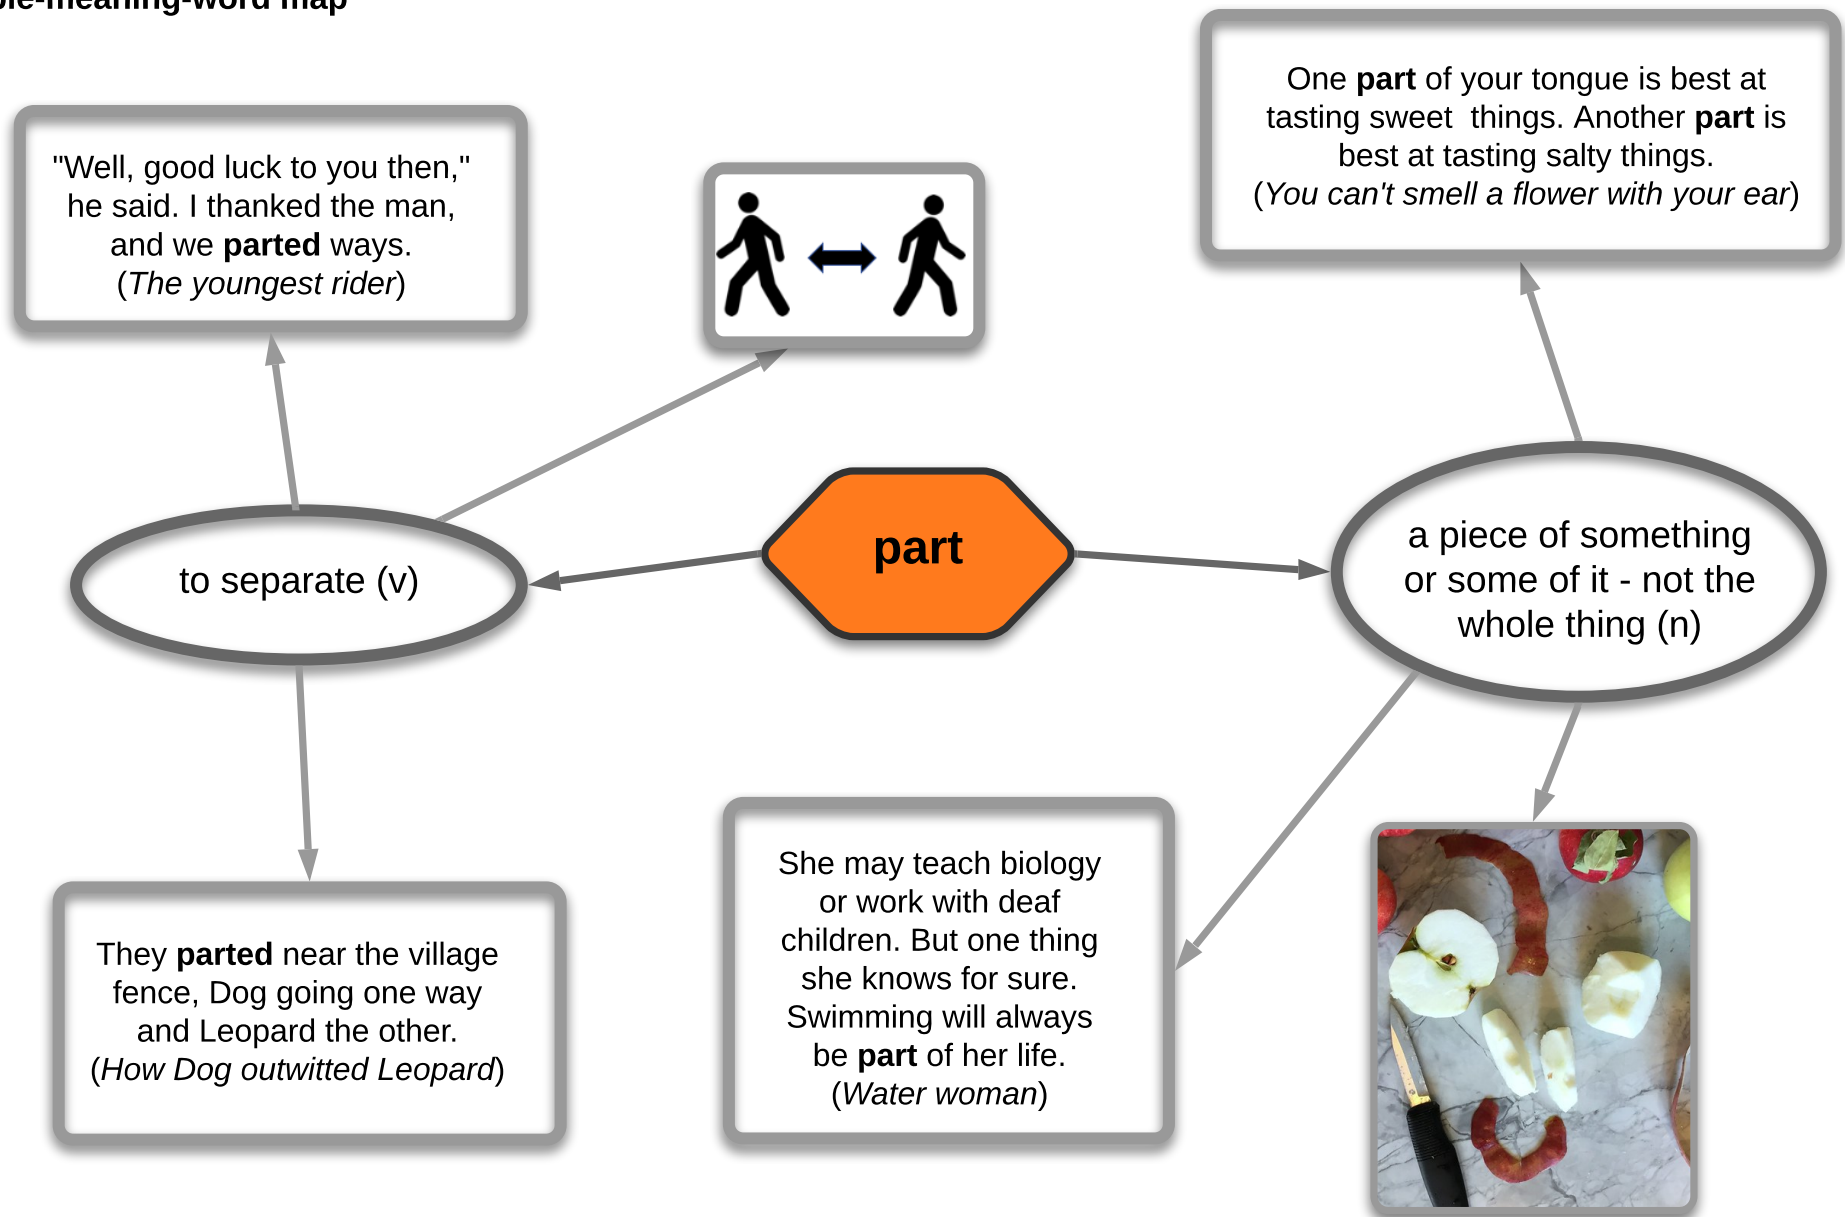 ple-meaning-word map
"Well, good luck to you then,"
he said. I thanked the man,
and we parted ways.
(The youngest rider)
One part of your tongue is best at
tasting sweet  things. Another part is
best at tasting salty things.
(You can't smell a flower with your ear)
to separate (v)
part
a piece of something
or some of it - not the
whole thing (n)
They parted near the village
fence, Dog going one way
and Leopard the other.
(How Dog outwitted Leopard)
She may teach biology
or work with deaf
children. But one thing
she knows for sure.
Swimming will always
be part of her life.
(Water woman)